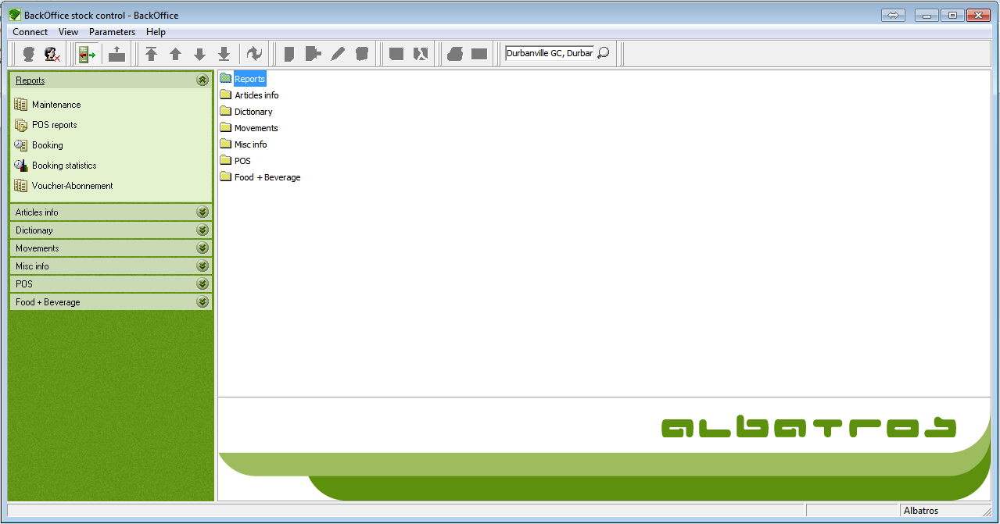 BackOffice stock control - BackOffice
Connect View Parameters Help
Durbanville GC, Durbar
Reports
Maintenance
POS reports
Booking
Booking statistics
Voucher-Abonnement
Articles info
Dictionary
Movements
Misc info
POS
Food + Beverage
Reports
Articles info
Dictionary
Movements
Misc info
POS
Food + Beverage
albatros
Albatros